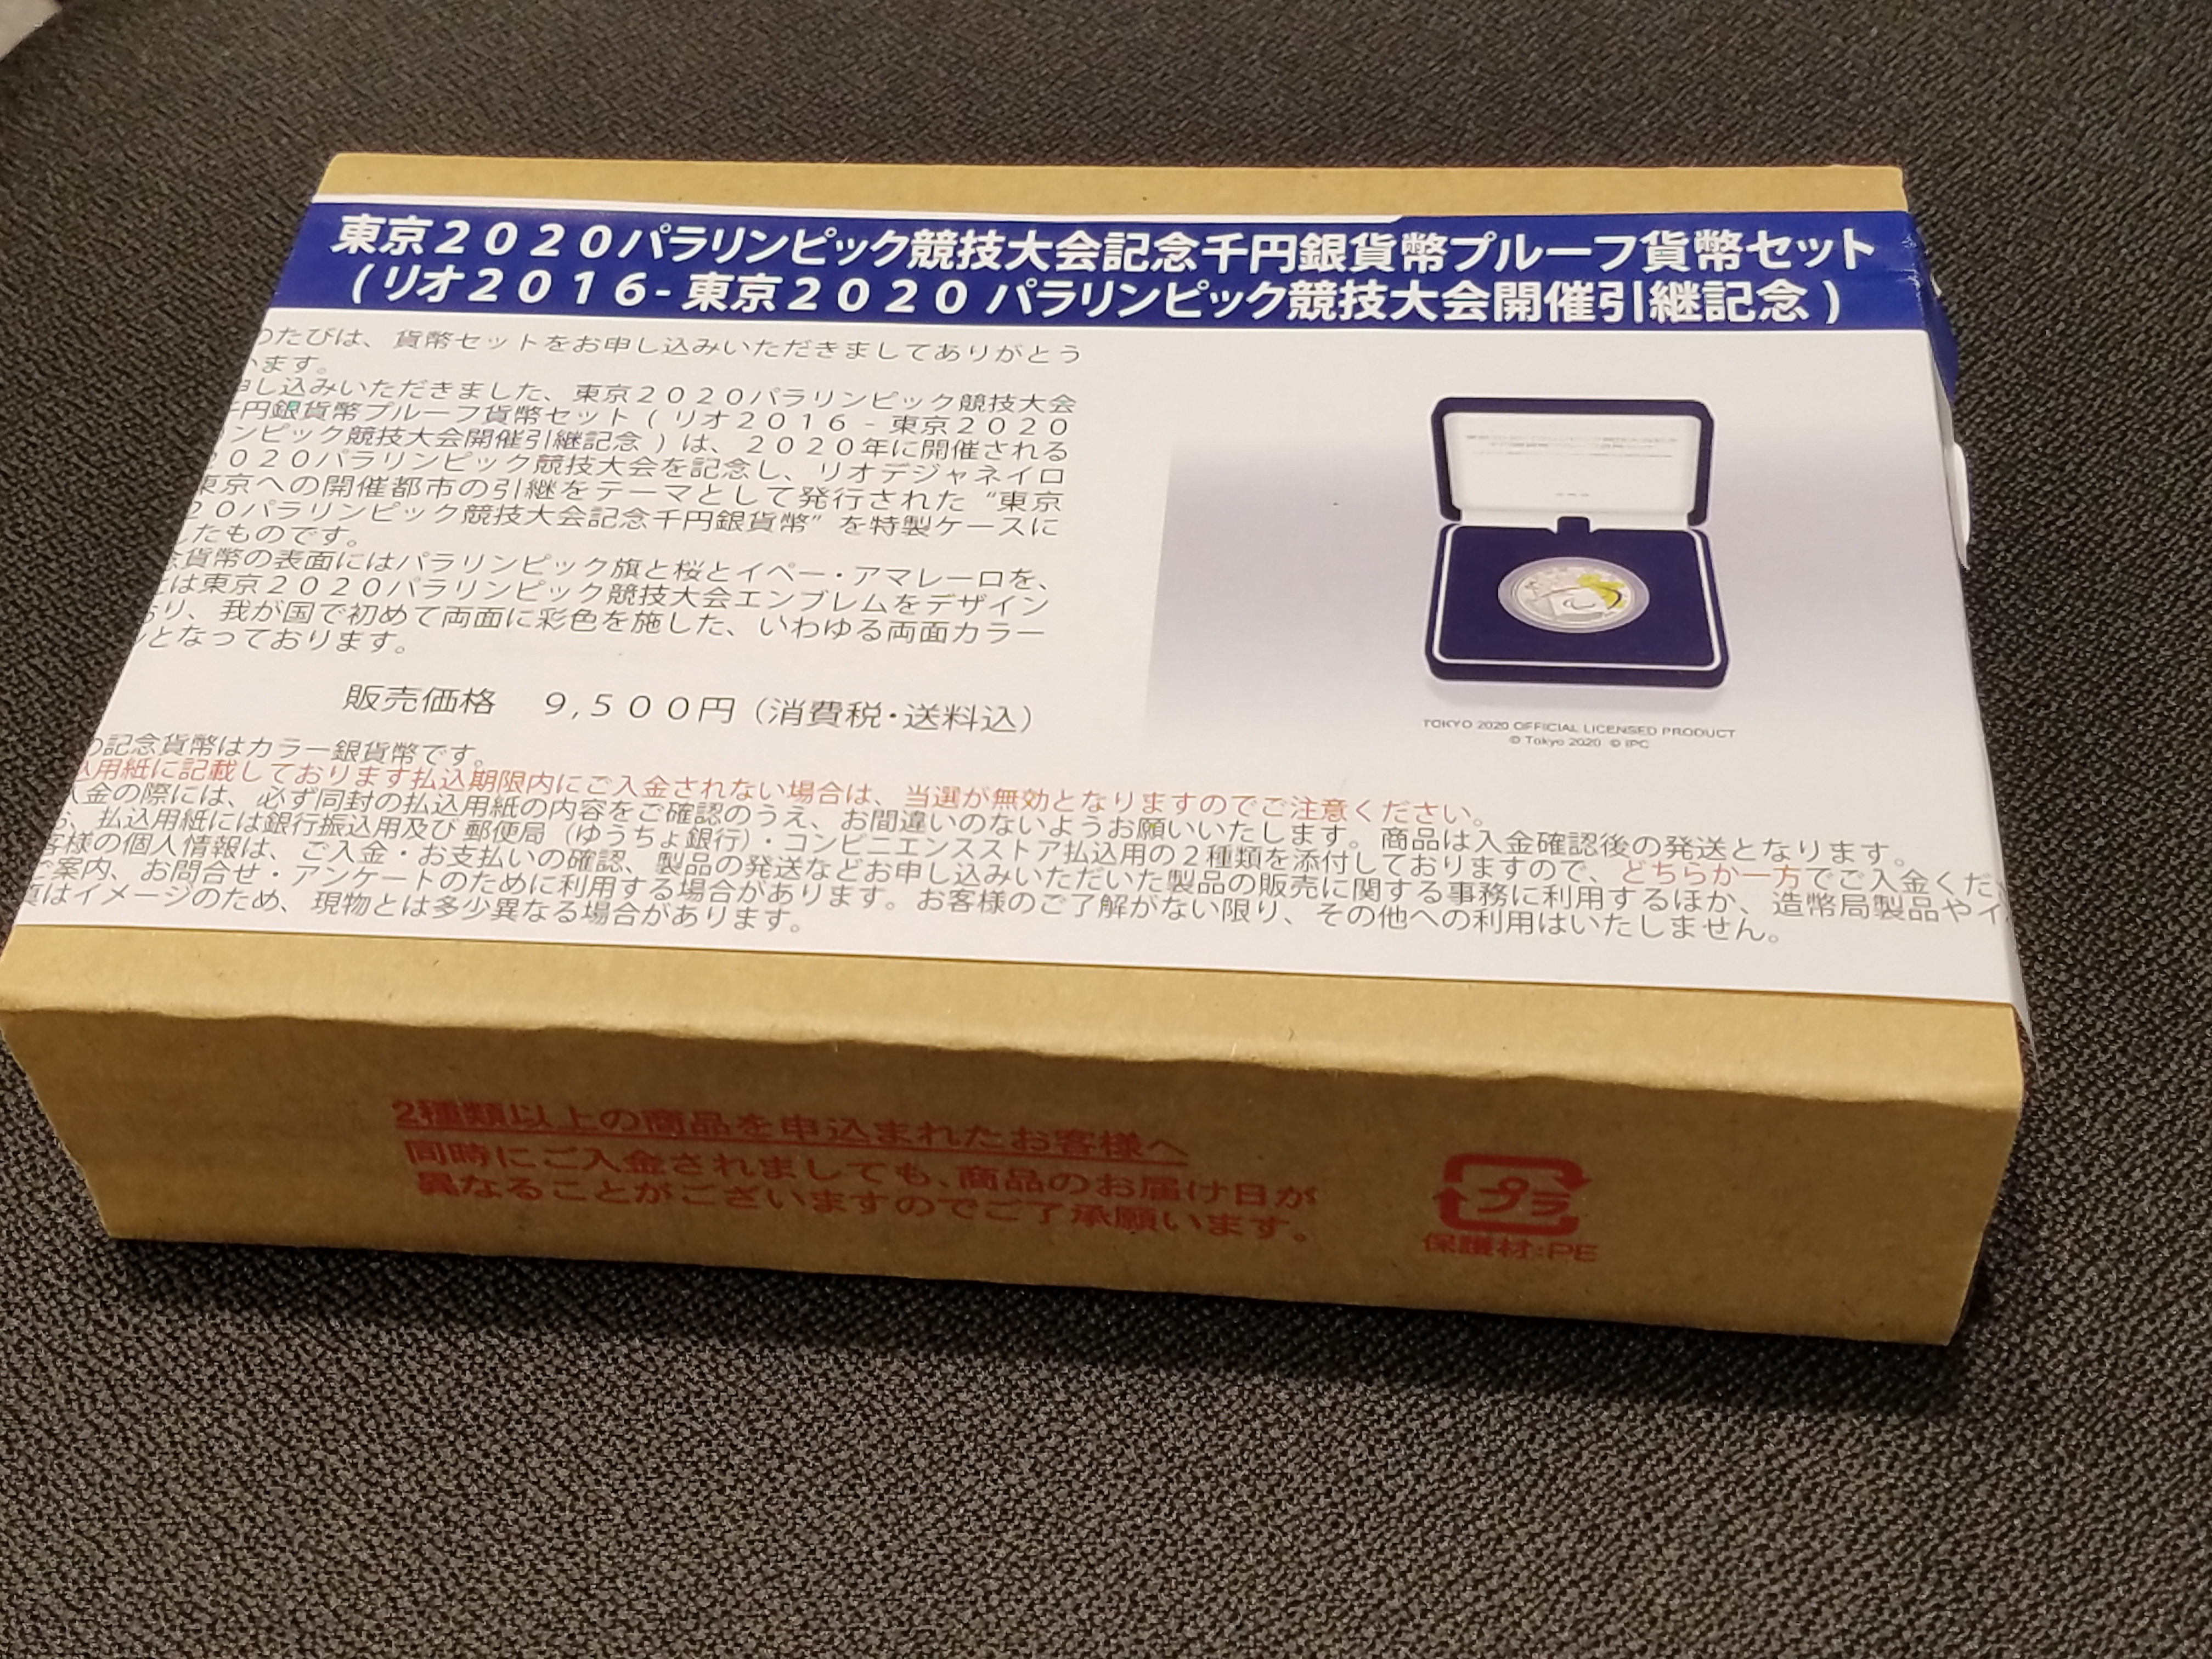 東京2020パラリンピック競技大会記念千円銀貨幣プルーフ貨幣セット
(リオ2016-東京2020 パラリンピック競技大会開催引継記念)
のたびは、貨幣セットをお申し込みいただきましてありがとう
います。
申し込みいただきました、東京2020パラリンピック競技大会
千円銀貨幣プルーフ貨幣セット(リオ2016-東京2020
ンピック競技大会開催引継記念)は、2020年に開催される
2020パラリンピック競技大会を記念し、リオデジャネイロ
東京への開催都市の引継をテーマとして発行された“東京
20パラリンピック競技大会記念千円銀貨幣”を特製ケースに
したものです。
念貨幣の表面にはパラリンピック旗と桜とイペー・アマレーロを、
には東京2020パラリンピック競技大会エンブレムをデザイン
おり、我が国で初めて両面に彩色を施した、いわゆる両面カラー
となっております。
販売価格 9,500円(消費税・送料込)
TOKYO 2020 OFFICIAL LICENSED PRODUCT
© Tokyo 2020 © IPC
の記念貨幣はカラー銀貨幣です。
込用紙に記載しております払込期限内にご入金されない場合は、当選が無効となりますのでご注意ください。
入金の際には、必ず同封の払込用紙の内容をご確認のうえ、お間違いのないようお願いいたします。商品は入金確認後の発送となります。
お、払込用紙には銀行振込用及び郵便局(ゆうちょ銀行)・コンビニエンスストア払込用の2種類を添付しておりますので、どちらか一方でご入金くだ
客様の個人情報は、ご入金・お支払いの確認、製品の発送などお申し込みいただいた製品の販売に関する事務に利用するほか、造幣局製品やイ
ご案内、お問合せ・アンケートのために利用する場合があります。お客様のご了解がない限り、その他への利用はいたしません。
真はイメージのため、現物とは多少異なる場合があります。
2種類以上の商品を申込まれたお客様へ
同時にご入金されましても、商品のお届け日が
異なることがございますのでご了承願います。
プラ
保護材:PE